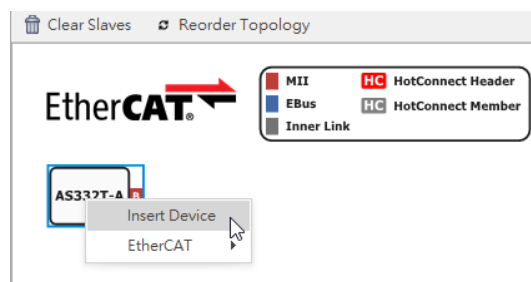 Clear Slaves Reorder Topology
EtherCAT®
MII HC HotConnect Header
EBus HC HotConnect Member
Inner Link
AS332T-A B
Insert Device
EtherCAT